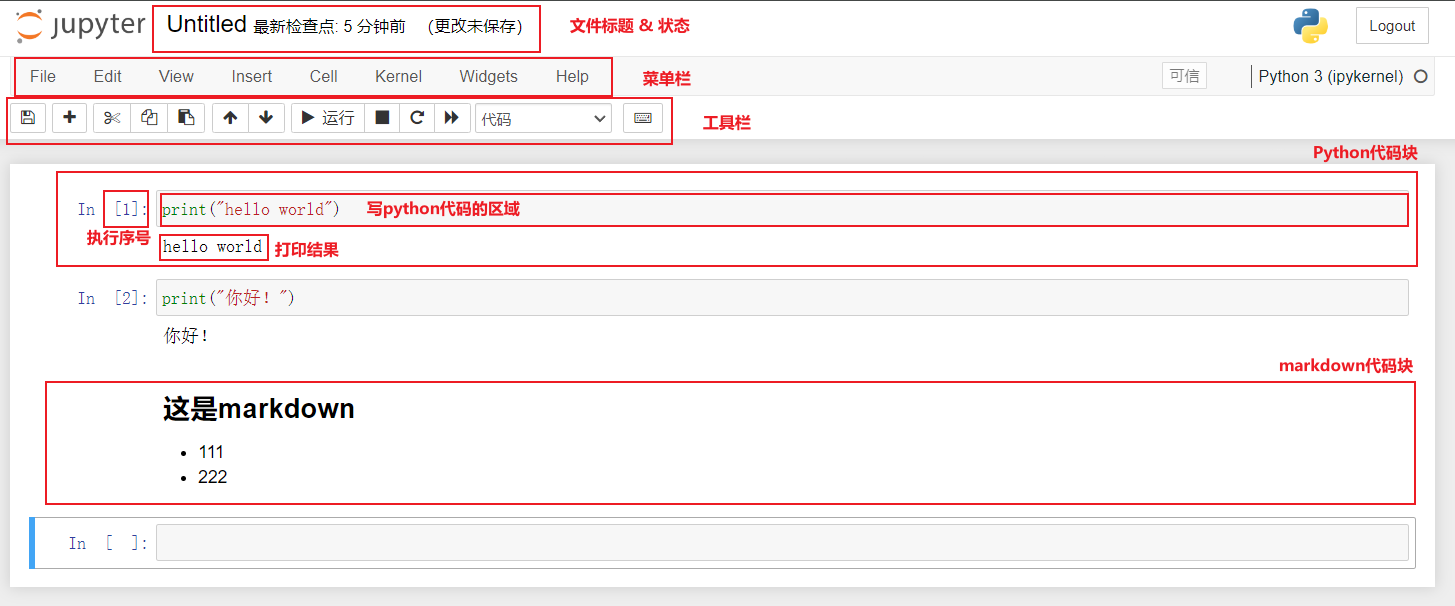 jupyter Untitled 最新检查点: 5 分钟前 (更改未保存) 文件标题 & 状态 Logout
File Edit View Insert Cell Kernel Widgets Help 菜单栏 可信 Python 3 (ipykernel)
运行 代码 工具栏
Python代码块
In [1]: print("hello world") 写python代码的区域
执行序号 hello world 打印结果
In [2]: print("你好！")
你好！
markdown代码块
这是markdown
111
222
In [ ]: